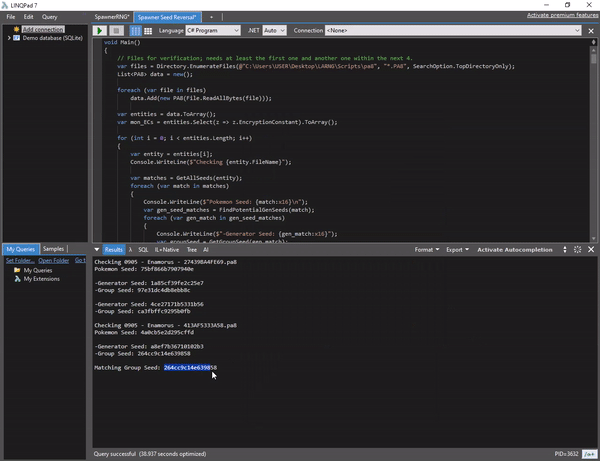 LINQPad 7
File Edit Query
SpawnerRNG* Spawner Seed Reversal* +
Activate premium features
Add connection
Demo database (SQLite)
Language C# Program .NET Auto Connection <None>
void Main()
{
// Files for verification; needs at least the first one and another one within the next 4.
var files = Directory.EnumerateFiles(@"C:\Users\USER\Desktop\LARNG\Scripts\pa8", "*.PA8", SearchOption.TopDirectoryOnly);
List<PA8> data = new();
foreach (var file in files)
data.Add(new PA8(File.ReadAllBytes(file)));
var entities = data.ToArray();
var mon_ECs = entities.Select(z => z.EncryptionConstant).ToArray();
for (int i = 0; i < entities.Length; i++)
{
var entity = entities[i];
Console.WriteLine($"Checking {entity.FileName}");
var matches = GetAllSeeds(entity);
foreach (var match in matches)
{
Console.WriteLine($"Pokemon Seed: {match:x16}\n");
var gen_seed_matches = FindPotentialGenSeeds(match);
foreach (var gen_match in gen_seed_matches)
{
Console.WriteLine($"-Generator Seed: {gen_match:x16}");
var groupSeed = GetGroupSeed(gen_match);
My Queries Samples
Set Folder... Open Folder Go t
My Queries
My Extensions
Results λ SQL IL+Native Tree AI Format Export Activate Autocompletion
Checking 0905 - Enamorus - 274398A4FE69.pa8
Pokemon Seed: 75bf866b7907940e
-Generator Seed: 1a85cf39fe2c25e7
-Group Seed: 97e31dc4db8ebb8c
-Generator Seed: 4ce27171b5331b56
-Group Seed: ca3fbffc9295b0fb
Checking 0905 - Enamorus - 413AF5333A58.pa8
Pokemon Seed: 4a0cb5e2d295cffd
-Generator Seed: a8ef7b36710102b3
-Group Seed: 264cc9c14e639858
Matching Group Seed: 264cc9c14e639858
Query successful (38.937 seconds optimized)
PID=3632 /o+